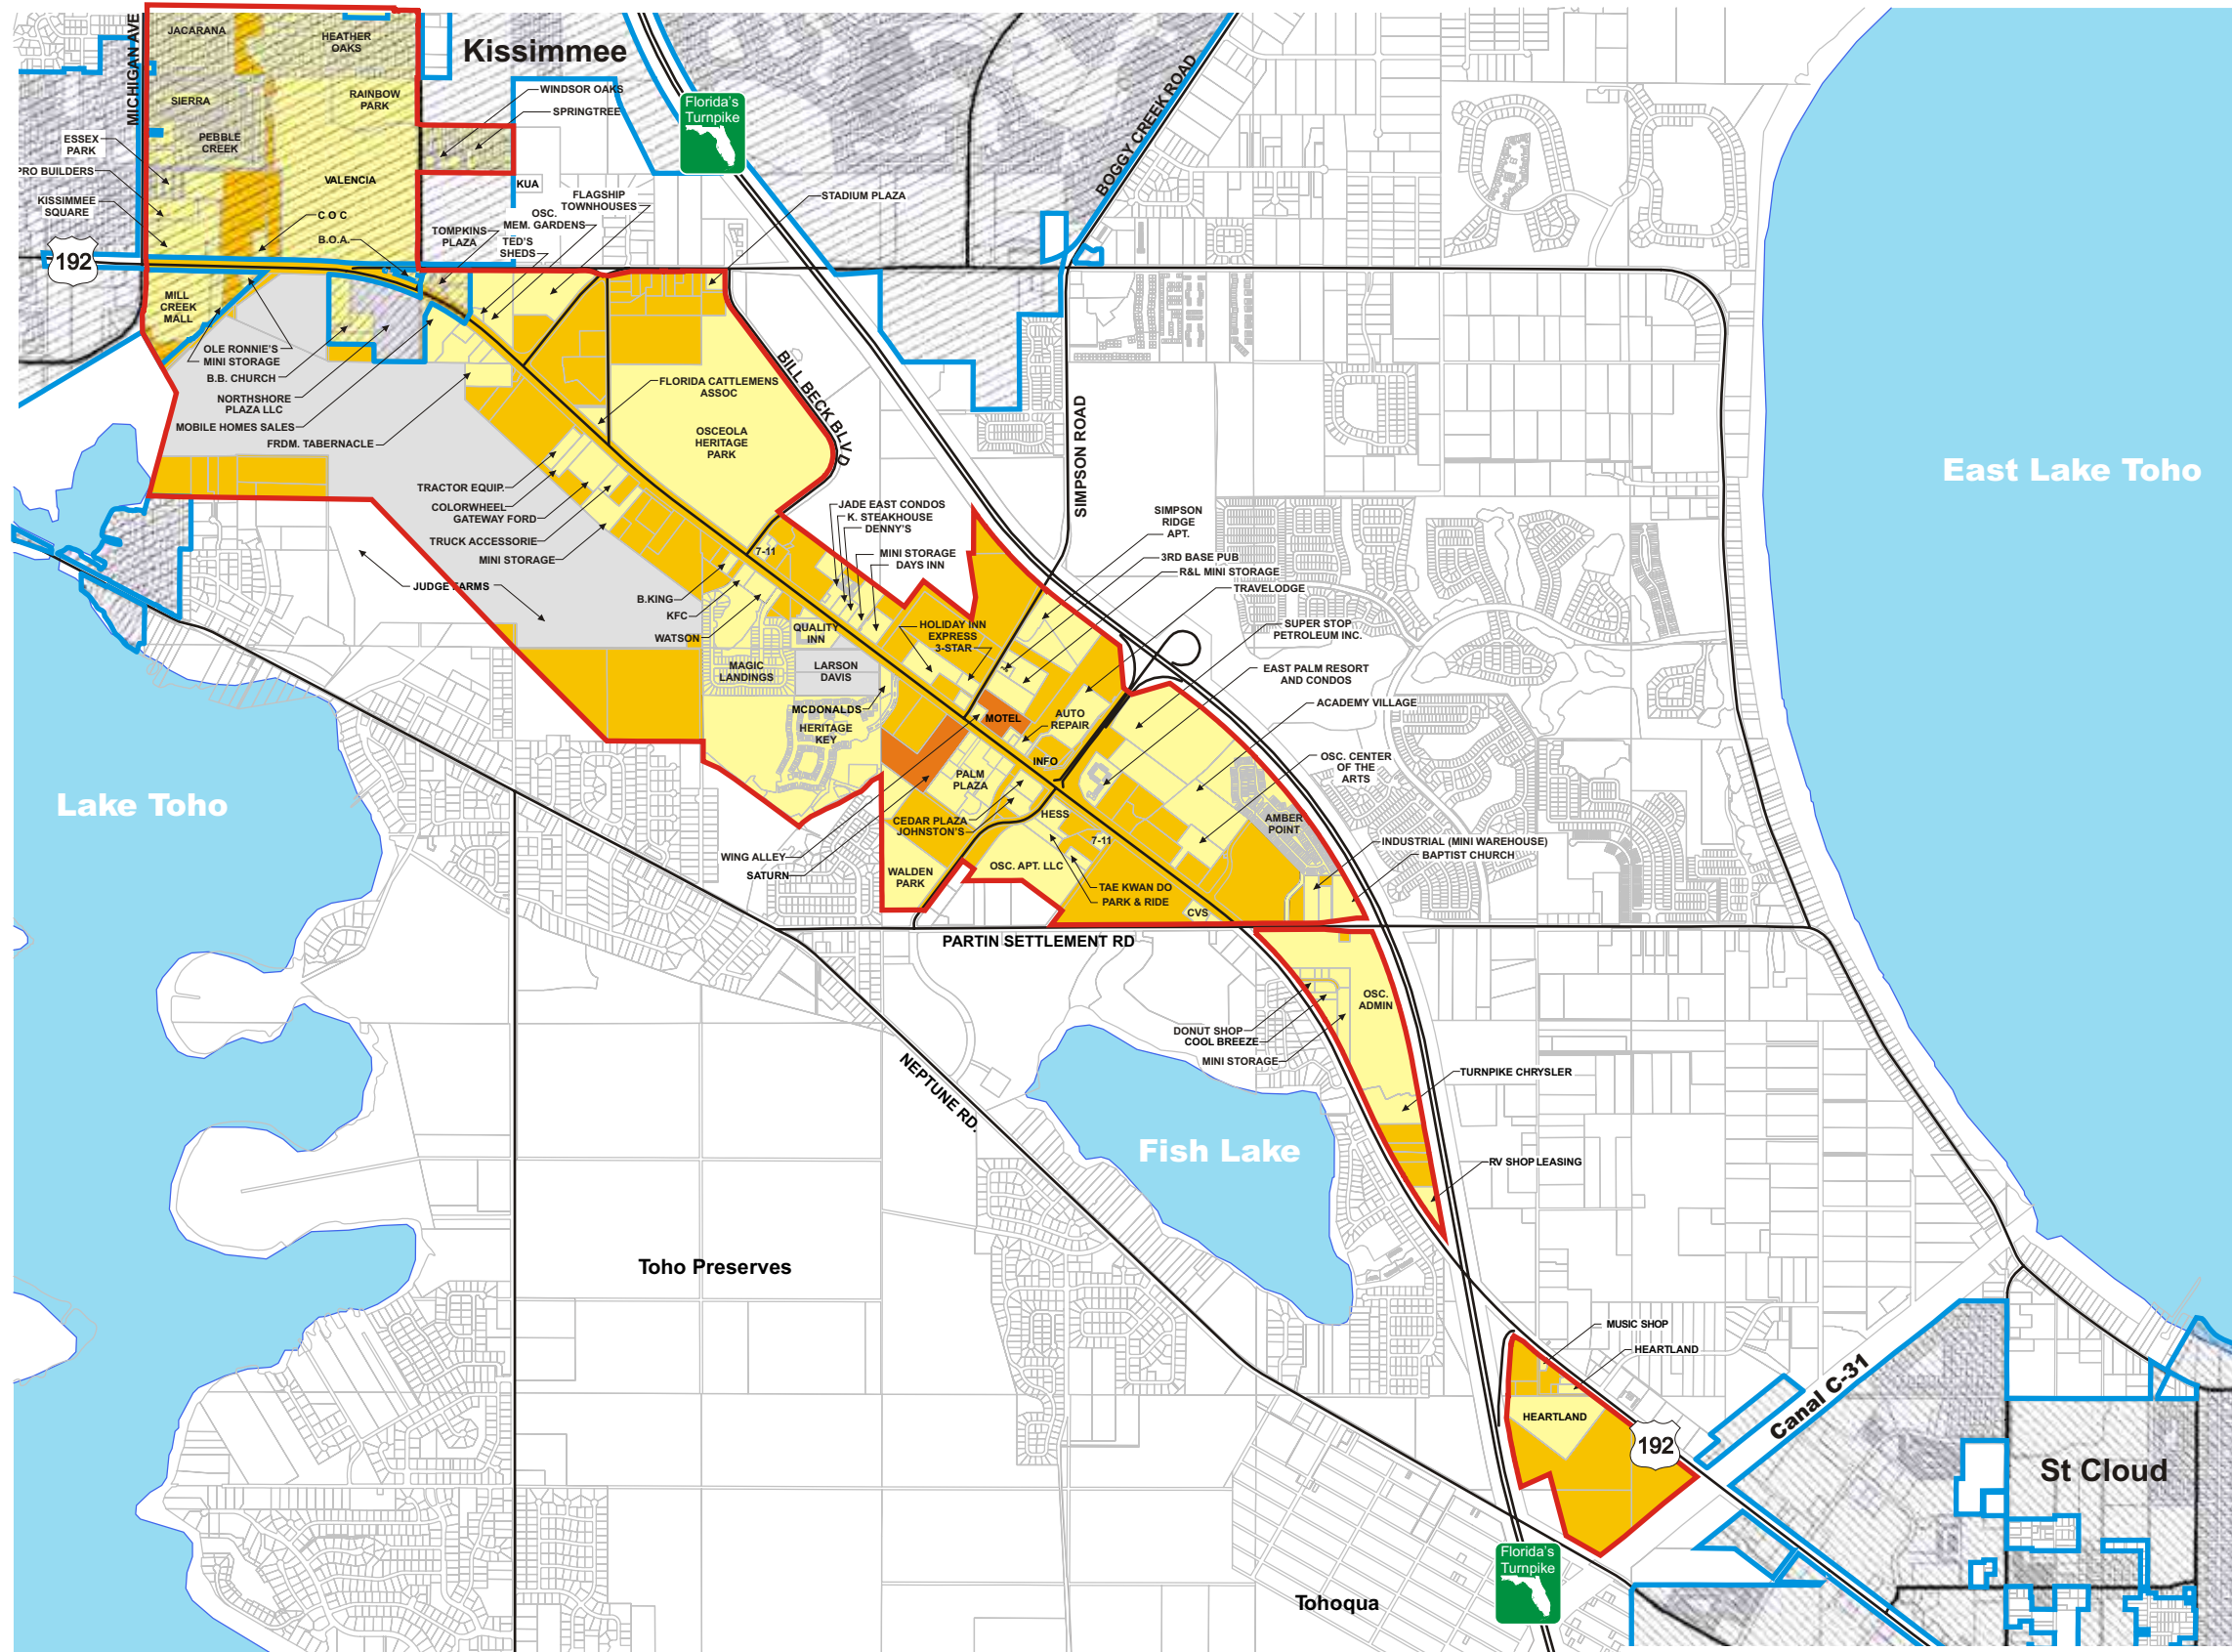 MICHIGAN AVE
JACARANA
HEATHER
OAKS
Kissimmee
SIERRA
RAINBOW
PARK
WINDSOR OAKS
SPRINGTREE
Florida's
Turnpike
ESSEX
PARK
PEBBLE
CREEK
PRO BUILDERS
VALENCIA
KUA
KISSIMMEE
SQUARE
C O C
B.O.A.
FLAGSHIP
TOWNHOUSES
OSC.
MEM. GARDENS
TOMPKINS
PLAZA
TED'S
SHEDS
STADIUM PLAZA
BOGGY CREEK ROAD
192
MILL
CREEK
MALL
OLE RONNIE'S
MINI STORAGE
B.B. CHURCH
NORTHSHORE
PLAZA LLC
MOBILE HOMES SALES
FRDM. TABERNACLE
FLORIDA CATTLEMENS
ASSOC
BILL BECK BLVD
OSCEOLA
HERITAGE
PARK
SIMPSON ROAD
East Lake Toho
TRACTOR EQUIP.
COLORWHEEL
GATEWAY FORD
TRUCK ACCESSORIE
MINI STORAGE
JUDGE FARMS
7-11
JADE EAST CONDOS
K. STEAKHOUSE
DENNY'S
MINI STORAGE
DAYS INN
SIMPSON
RIDGE
APT.
3RD BASE PUB
R&L MINI STORAGE
TRAVELODGE
B.KING
KFC
WATSON
QUALITY
INN
HOLIDAY INN
EXPRESS
3-STAR
SUPER STOP
PETROLEUM INC.
MAGIC
LANDINGS
LARSON
DAVIS
EAST PALM RESORT
AND CONDOS
MCDONALDS
HERITAGE
KEY
MOTEL
AUTO
REPAIR
ACADEMY VILLAGE
INFO
OSC. CENTER
OF THE
ARTS
PALM
PLAZA
Lake Toho
CEDAR PLAZA
JOHNSTON'S
HESS
AMBER
POINT
7-11
WING ALLEY
SATURN
WALDEN
PARK
OSC. APT. LLC
INDUSTRIAL (MINI WAREHOUSE)
BAPTIST CHURCH
TAE KWAN DO
PARK & RIDE
CVS
PARTIN SETTLEMENT RD
OSC.
ADMIN
DONUT SHOP
COOL BREEZE
MINI STORAGE
NEPTUNE RD.
TURNPIKE CHRYSLER
Fish Lake
RV SHOP LEASING
Toho Preserves
MUSIC SHOP
HEARTLAND
HEARTLAND
192
Canal C-31
St Cloud
Florida's
Turnpike
Tohoqua